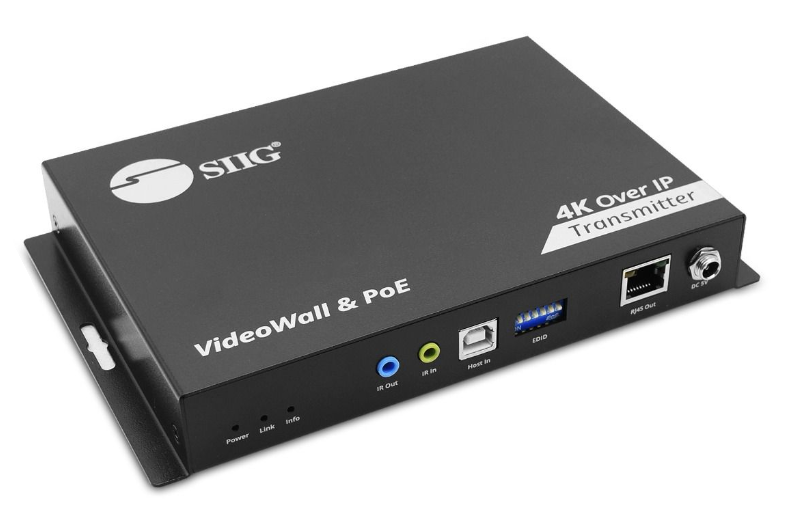 SIIG®
4K Over IP
Transmitter
VideoWall & PoE
Power
Link
Info
IR Out
IR In
Host In
EDID
RJ45 Out
DC 5V